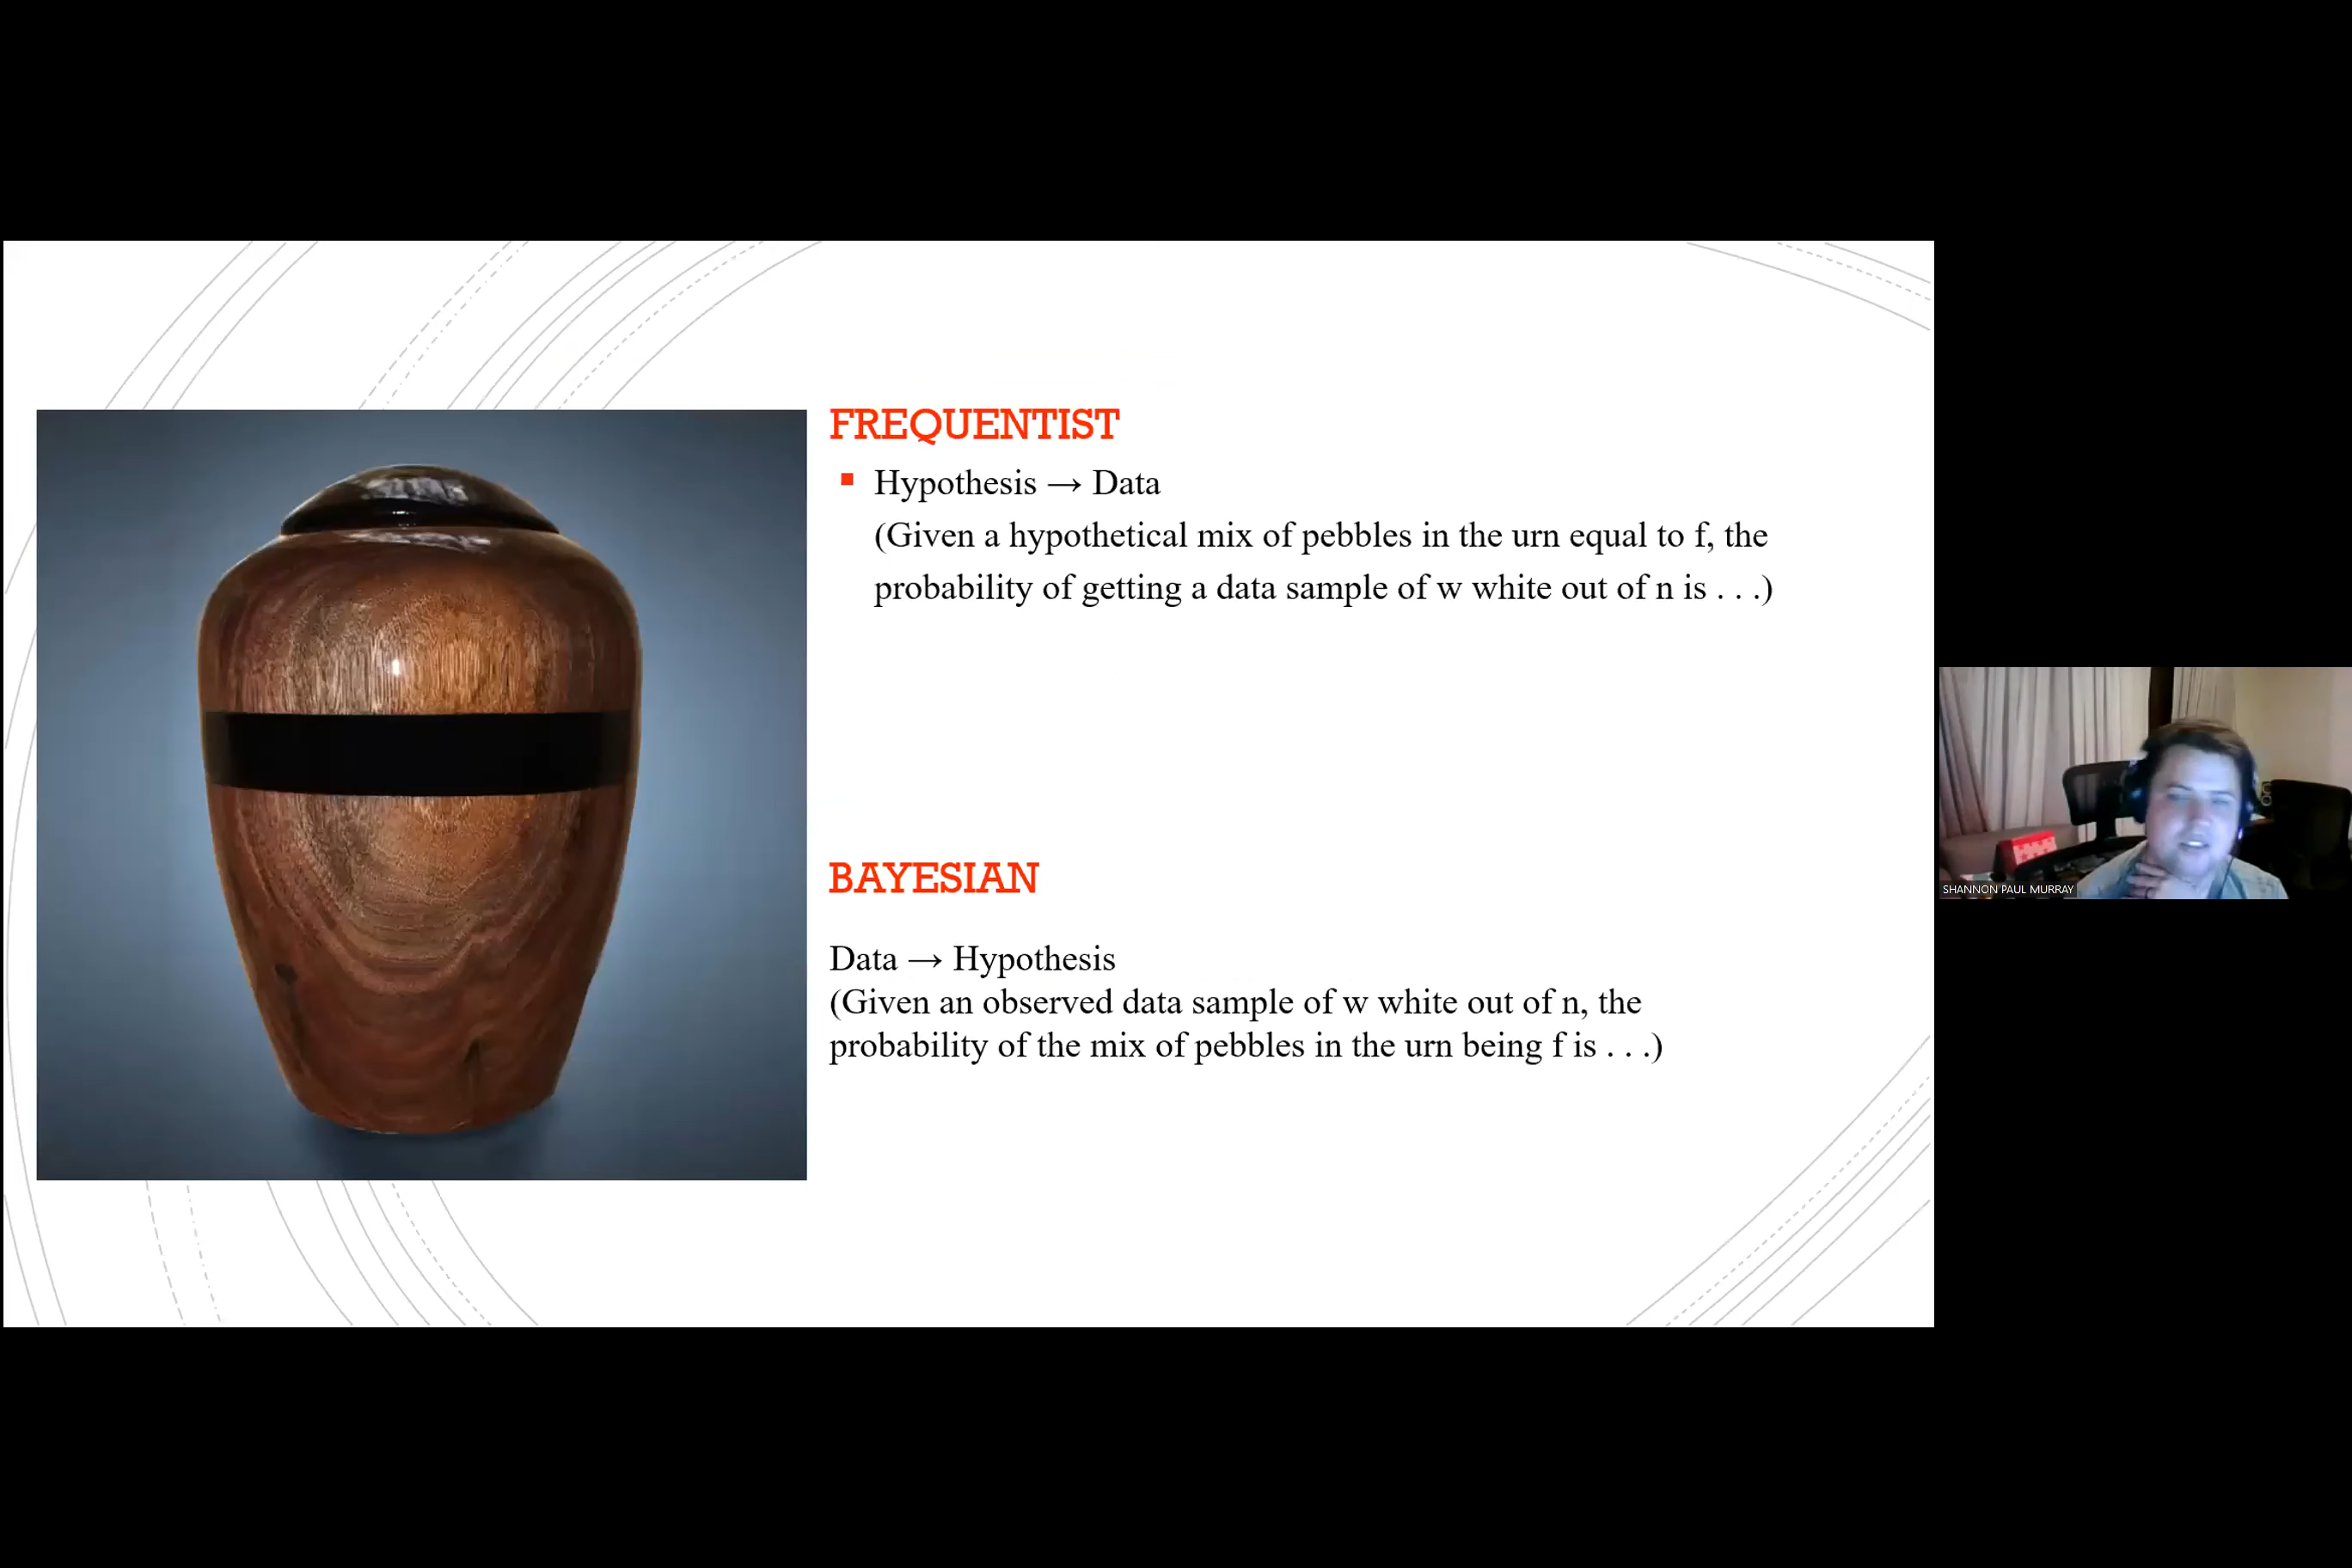 FREQUENTIST
▪ Hypothesis → Data
(Given a hypothetical mix of pebbles in the urn equal to f, the
probability of getting a data sample of w white out of n is . . .)
BAYESIAN
Data → Hypothesis
(Given an observed data sample of w white out of n, the
probability of the mix of pebbles in the urn being f is . . .)
SHANNON PAUL MURRAY